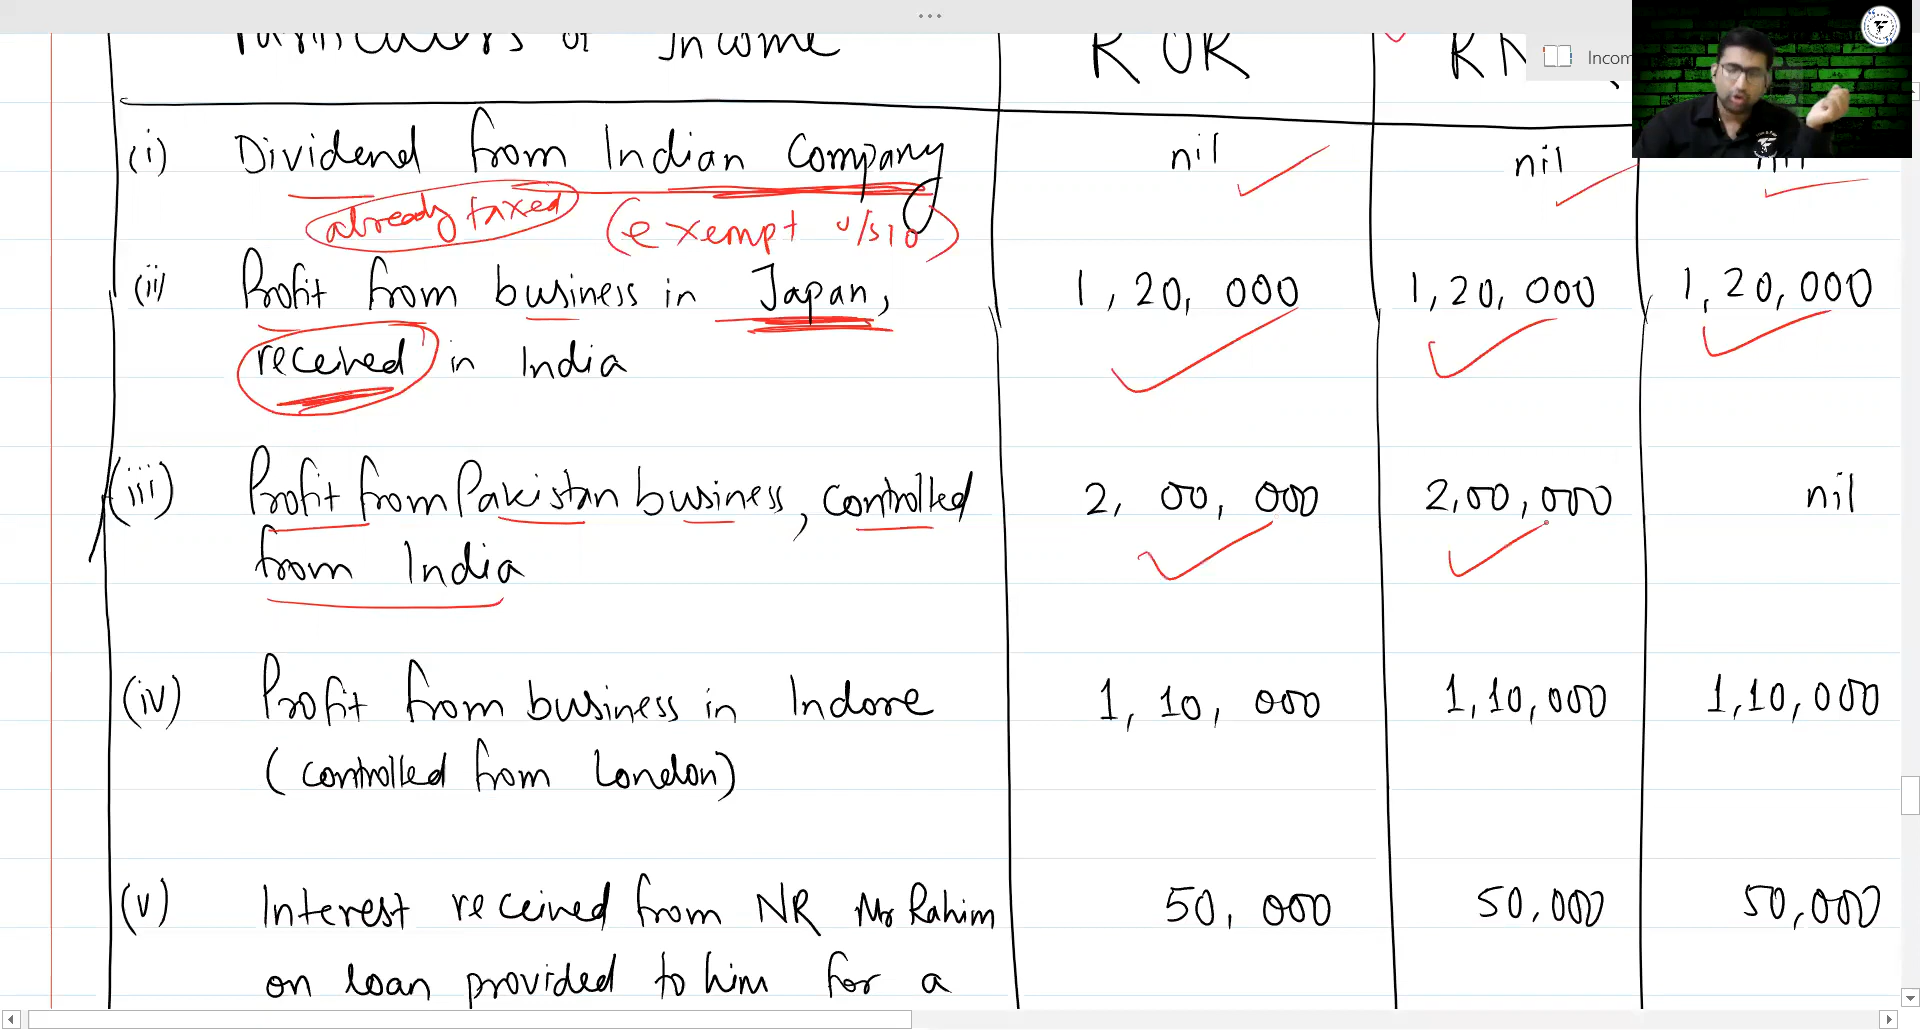 Particulars of Income ROR RN
Incom
(i) Dividend from Indian Company nil nil nil
already taxed (exempt u/s10)
(ii) Profit from business in Japan, 1,20,000 1,20,000 1,20,000
received in India
(iii) Profit from Pakistan business, controlled 2,00,000 2,00,000 nil
from India
(iv) Profit from business in Indore 1,10,000 1,10,000 1,10,000
(controlled from London)
(v) Interest received from NR Mr Rahim 50,000 50,000 50,000
on loan provided to him for a